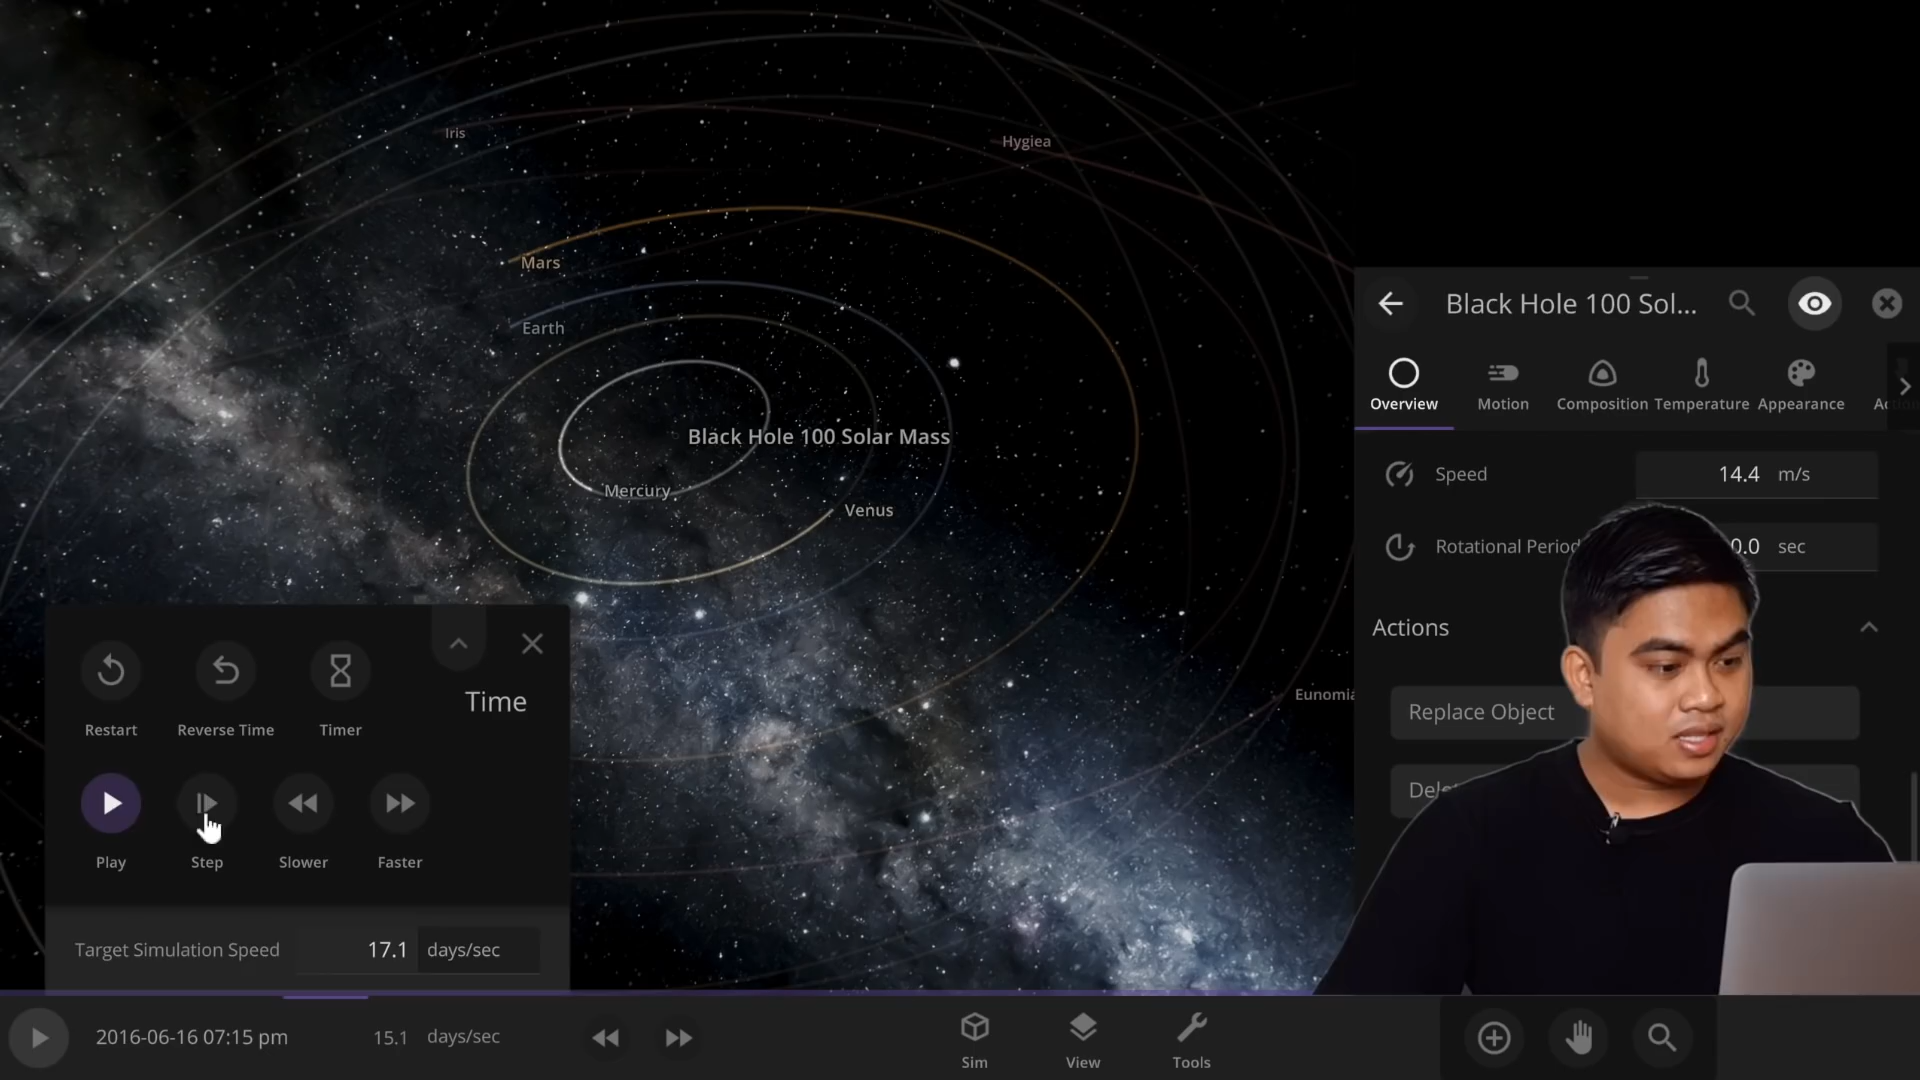 Iris
Hygiea
Mars
Earth
Black Hole 100 Solar Mass
Mercury
Venus
Eunomia
Black Hole 100 Sol...
Overview
Motion
Composition
Temperature
Appearance
Speed
14.4 m/s
Rotational Period
0.0 sec
Actions
Replace Object
Restart
Reverse Time
Timer
Time
Play
Step
Slower
Faster
Target Simulation Speed
17.1 days/sec
2016-06-16 07:15 pm
15.1 days/sec
Sim
View
Tools